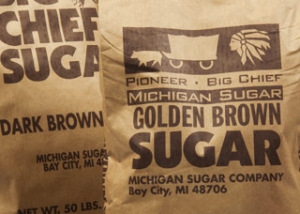 BIG
CHIEF
SUGA
DARK BROWN
MICHIGAN SUGA
BAY CITY, MI 4
NET WT. 50 LBS.
PIONEER · BIG CHIEF
MICHIGAN SUGAR
GOLDEN BROWN
SUGAR
MICHIGAN SUGAR COMPANY
Bay City, MI 48706